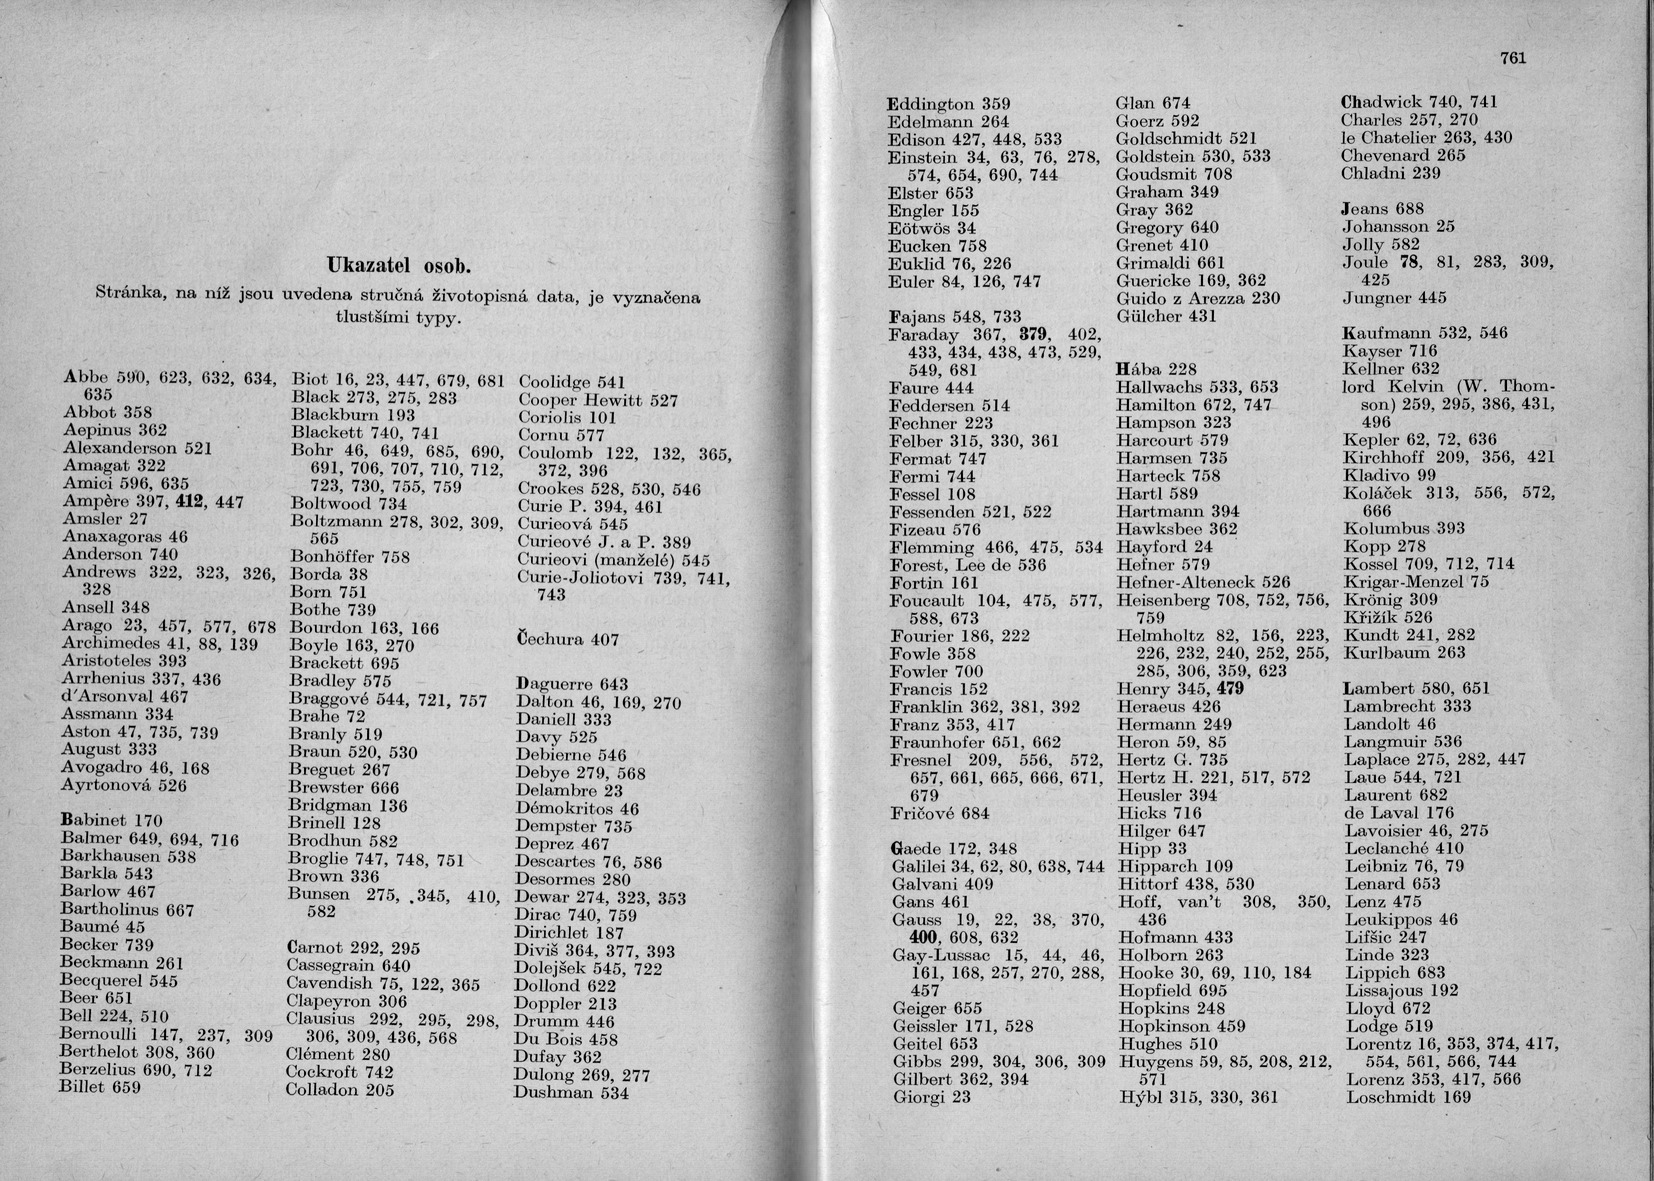 Ukazatel osob.
Stránka, na níž jsou uvedena stručná životopisná data, je vyznačena
tlustšími typy.
Abbe 590, 623, 632, 634,
635
Abbot 358
Aepinus 362
Alexanderson 521
Amagat 322
Amici 596, 635
Ampère 397, 412, 447
Amsler 27
Anaxagoras 46
Anderson 740
Andrews 322, 323, 326,
328
Ansell 348
Arago 23, 457, 577, 678
Archimedes 41, 88, 139
Aristoteles 393
Arrhenius 337, 436
d'Arsonval 467
Assmann 334
Aston 47, 735, 739
August 333
Avogadro 46, 168
Ayrtonová 526
Babinet 170
Balmer 649, 694, 716
Barkhausen 538
Barkla 543
Barlow 467
Bartholinus 667
Baumé 45
Becker 739
Beckmann 261
Becquerel 545
Beer 651
Bell 224, 510
Bernoulli 147, 237, 309
Berthelot 308, 360
Berzelius 690, 712
Billet 659
Biot 16, 23, 447, 679, 681
Black 273, 275, 283
Blackburn 193
Blackett 740, 741
Bohr 46, 649, 685, 690,
691, 706, 707, 710, 712,
723, 730, 755, 759
Boltwood 734
Boltzmann 278, 302, 309,
565
Bonhöffer 758
Borda 38
Born 751
Bothe 739
Bourdon 163, 166
Boyle 163, 270
Brackett 695
Bradley 575
Braggové 544, 721, 757
Brahe 72
Branly 519
Braun 520, 530
Breguet 267
Brewster 666
Bridgman 136
Brinell 128
Brodhun 582
Broglie 747, 748, 751
Brown 336
Bunsen 275, 345, 410,
582
Carnot 292, 295
Cassegrain 640
Cavendish 75, 122, 365
Clapeyron 306
Clausius 292, 295, 298,
306, 309, 436, 568
Clément 280
Cockroft 742
Colladon 205
Coolidge 541
Cooper Hewitt 527
Coriolis 101
Cornu 577
Coulomb 122, 132, 365,
372, 396
Crookes 528, 530, 546
Curie P. 394, 461
Curieová 545
Curieové J. a P. 389
Curieovi (manželé) 545
Curie-Joliotovi 739, 741,
743
Čechura 407
Daguerre 643
Dalton 46, 169, 270
Daniell 333
Davy 525
Debierne 546
Debye 279, 568
Delambre 23
Démokritos 46
Dempster 735
Deprez 467
Descartes 76, 586
Desormes 280
Dewar 274, 323, 353
Dirac 740, 759
Dirichlet 187
Diviš 364, 377, 393
Dolejšek 545, 722
Dollond 622
Doppler 213
Drumm 446
Du Bois 458
Dufay 362
Dulong 269, 277
Dushman 534
761
Eddington 359
Edelmann 264
Edison 427, 448, 533
Einstein 34, 63, 76, 278,
574, 654, 690, 744
Elster 653
Engler 155
Eötwös 34
Eucken 758
Euklid 76, 226
Euler 84, 126, 747
Fajans 548, 733
Faraday 367, 379, 402,
433, 434, 438, 473, 529,
549, 681
Faure 444
Feddersen 514
Fechner 223
Felber 315, 330, 361
Fermat 747
Fermi 744
Fessel 108
Fessenden 521, 522
Fizeau 576
Flemming 466, 475, 534
Forest, Lee de 536
Fortin 161
Foucault 104, 475, 577,
588, 673
Fourier 186, 222
Fowle 358
Fowler 700
Francis 152
Franklin 362, 381, 392
Franz 353, 417
Fraunhofer 651, 662
Fresnel 209, 556, 572,
657, 661, 665, 666, 671,
679
Fričové 684
Gaede 172, 348
Galilei 34, 62, 80, 638, 744
Galvani 409
Gans 461
Gauss 19, 22, 38, 370,
400, 608, 632
Gay-Lussac 15, 44, 46,
161, 168, 257, 270, 288,
457
Geiger 655
Geissler 171, 528
Geitel 653
Gibbs 299, 304, 306, 309
Gilbert 362, 394
Giorgi 23
Glan 674
Goerz 592
Goldschmidt 521
Goldstein 530, 533
Goudsmit 708
Graham 349
Gray 362
Gregory 640
Grenet 410
Grimaldi 661
Guericke 169, 362
Guido z Arezza 230
Gülcher 431
Hába 228
Hallwachs 533, 653
Hamilton 672, 747
Hampson 323
Harcourt 579
Harmsen 735
Harteck 758
Hartl 589
Hartmann 394
Hawksbee 362
Hayford 24
Hefner 579
Hefner-Alteneck 526
Heisenberg 708, 752, 756,
759
Helmholtz 82, 156, 223,
226, 232, 240, 252, 255,
285, 306, 359, 623
Henry 345, 479
Heraeus 426
Hermann 249
Heron 59, 85
Hertz G. 735
Hertz H. 221, 517, 572
Heusler 394
Hicks 716
Hilger 647
Hipp 33
Hipparch 109
Hittorf 438, 530
Hoff, van't 308, 350,
436
Hofmann 433
Holborn 263
Hooke 30, 69, 110, 184
Hopfield 695
Hopkins 248
Hopkinson 459
Hughes 510
Huygens 59, 85, 208, 212,
571
Hýbl 315, 330, 361
Chadwick 740, 741
Charles 257, 270
le Chatelier 263, 430
Chevenard 265
Chladni 239
Jeans 688
Johansson 25
Jolly 582
Joule 78, 81, 283, 309,
425
Jungner 445
Kaufmann 532, 546
Kayser 716
Kellner 632
lord Kelvin (W. Thom-
son) 259, 295, 386, 431,
496
Kepler 62, 72, 636
Kirchhoff 209, 356, 421
Kladivo 99
Koláček 313, 556, 572,
666
Kolumbus 393
Kopp 278
Kossel 709, 712, 714
Krigar-Menzel 75
Krönig 309
Křižík 526
Kundt 241, 282
Kurlbaum 263
Lambert 580, 651
Lambrecht 333
Landolt 46
Langmuir 536
Laplace 275, 282, 447
Laue 544, 721
Laurent 682
de Laval 176
Lavoisier 46, 275
Leclanché 410
Leibniz 76, 79
Lenard 653
Lenz 475
Leukippos 46
Lifšic 247
Linde 323
Lippich 683
Lissajous 192
Lloyd 672
Lodge 519
Lorentz 16, 353, 374, 417,
554, 561, 566, 744
Lorenz 353, 417, 566
Loschmidt 169